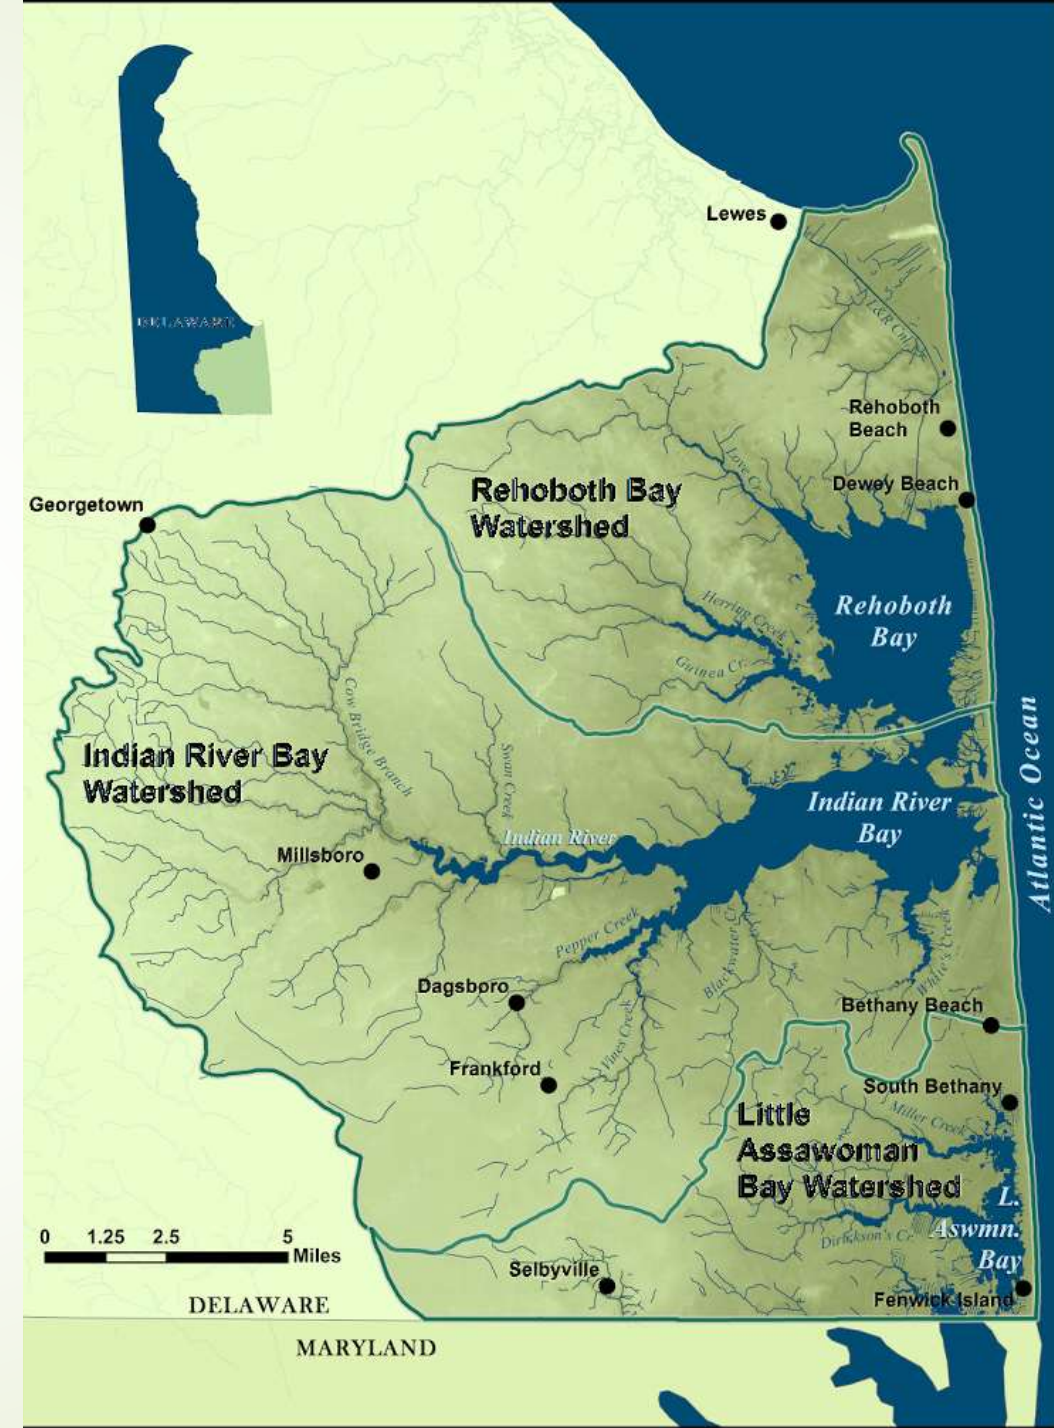 Lewes
DELAWARE
L&R Cnl.
Rehoboth
Beach
Love Cr.
Dewey Beach
Rehoboth Bay
Watershed
Georgetown
Herring Creek
Rehoboth
Bay
Guinea Cr.
Cow Bridge Branch
Swan Creek
Indian River Bay
Watershed
Atlantic Ocean
Indian River
Bay
Indian River
Millsboro
Pepper Creek
Blackwater Cr.
White's Creek
Dagsboro
Bethany Beach
Vines Creek
Frankford
South Bethany
Miller Creek
Little
Assawoman
Bay Watershed
L.
Aswmn.
Bay
Dirickson's Cr.
0 1.25 2.5 5
Miles
Selbyville
Fenwick Island
DELAWARE
MARYLAND